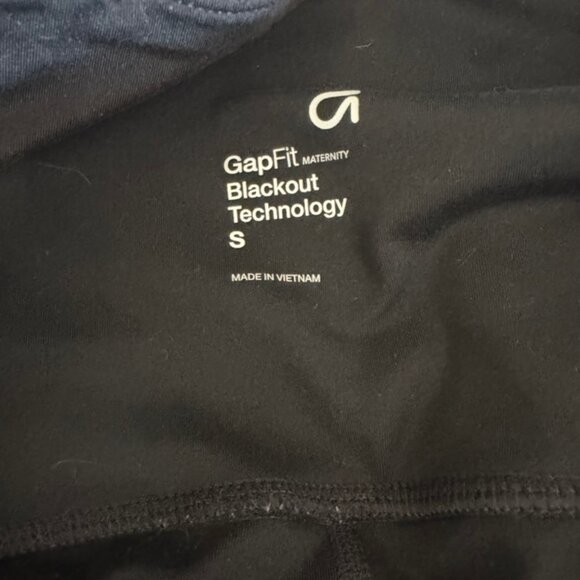 GapFit MATERNITY
Blackout
Technology
S
MADE IN VIETNAM